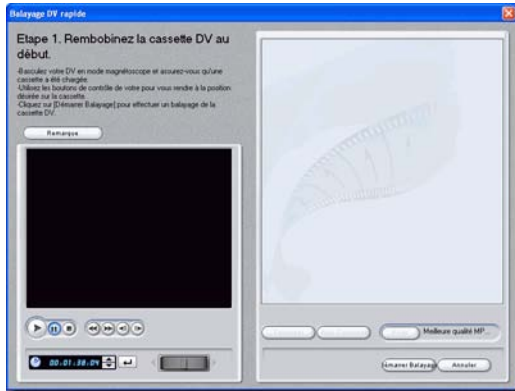 Balayage DV rapide
Etape 1. Rembobinez la cassette DV au
début.
-Basculez votre DV en mode magnétoscope et assurez-vous qu'une
cassette a été chargée.
-Utilisez les boutons de contrôle de votre pour vous rendre à la position
désirée sur la cassette.
-Cliquez sur [Démarrer Balayage] pour effectuer un balayage de la
cassette DV.
Remarque
Meilleure qualité MP...
00.01:38.04
Démarrer Balayage
Annuler